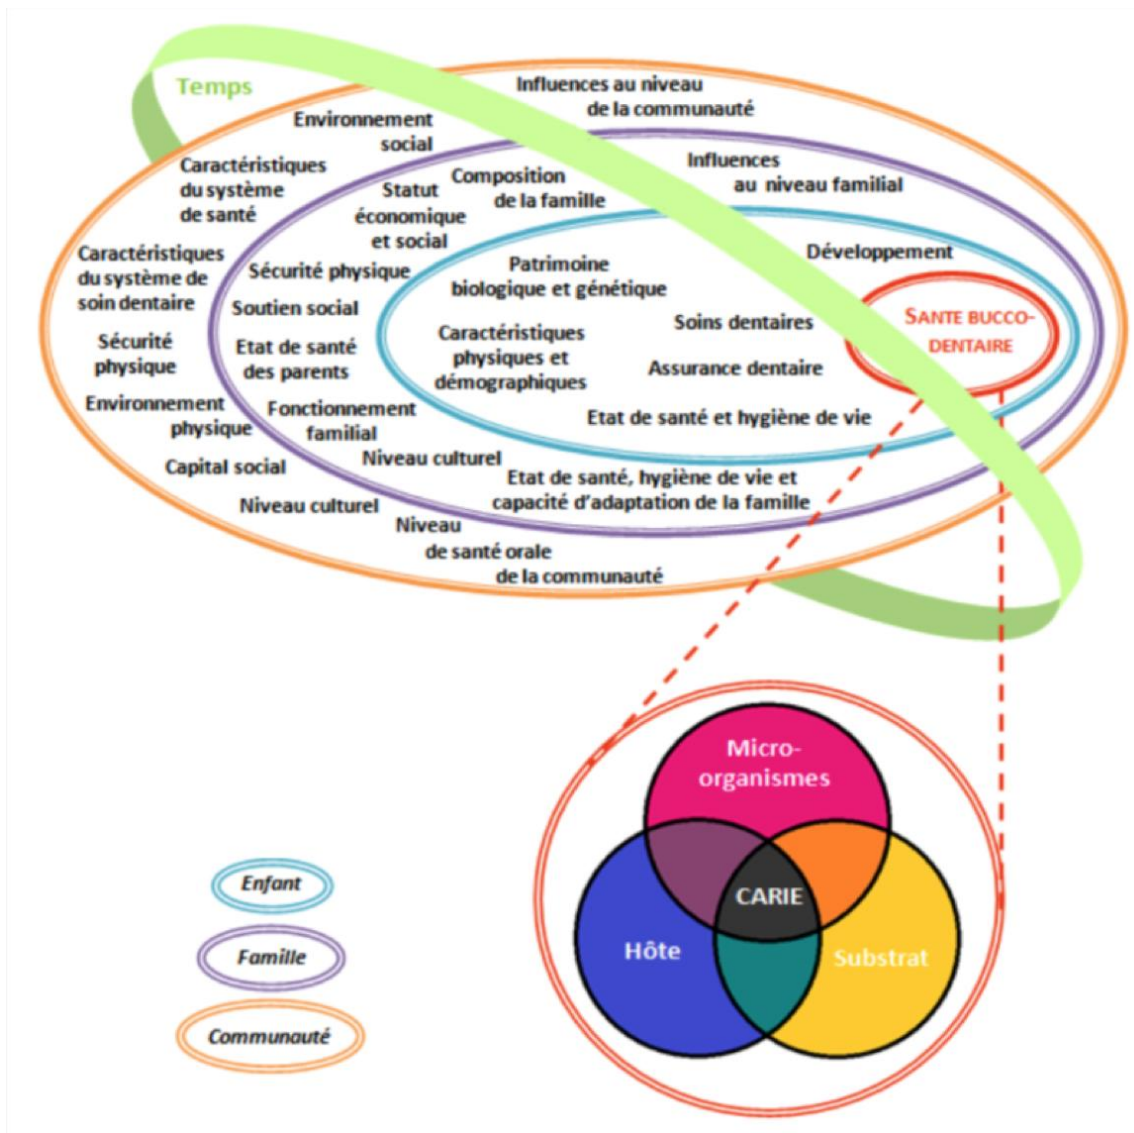 Temps
Influences au niveau
de la communauté
Environnement
social
Caractéristiques
du système
de santé
Caractéristiques
du système de
soin dentaire
Sécurité
physique
Environnement
physique
Capital social
Niveau culturel
Niveau
de santé orale
de la communauté
Influences
au niveau familial
Composition
de la famille
Statut
économique
et social
Sécurité physique
Soutien social
Etat de santé
des parents
Fonctionnement
familial
Niveau culturel
Etat de santé, hygiène de vie et
capacité d'adaptation de la famille
Développement
Patrimoine
biologique et génétique
Caractéristiques
physiques et
démographiques
Soins dentaires
Assurance dentaire
Etat de santé et hygiène de vie
SANTE BUCCO-
DENTAIRE
Micro-
organismes
CARIE
Hôte
Substrat
Enfant
Famille
Communauté